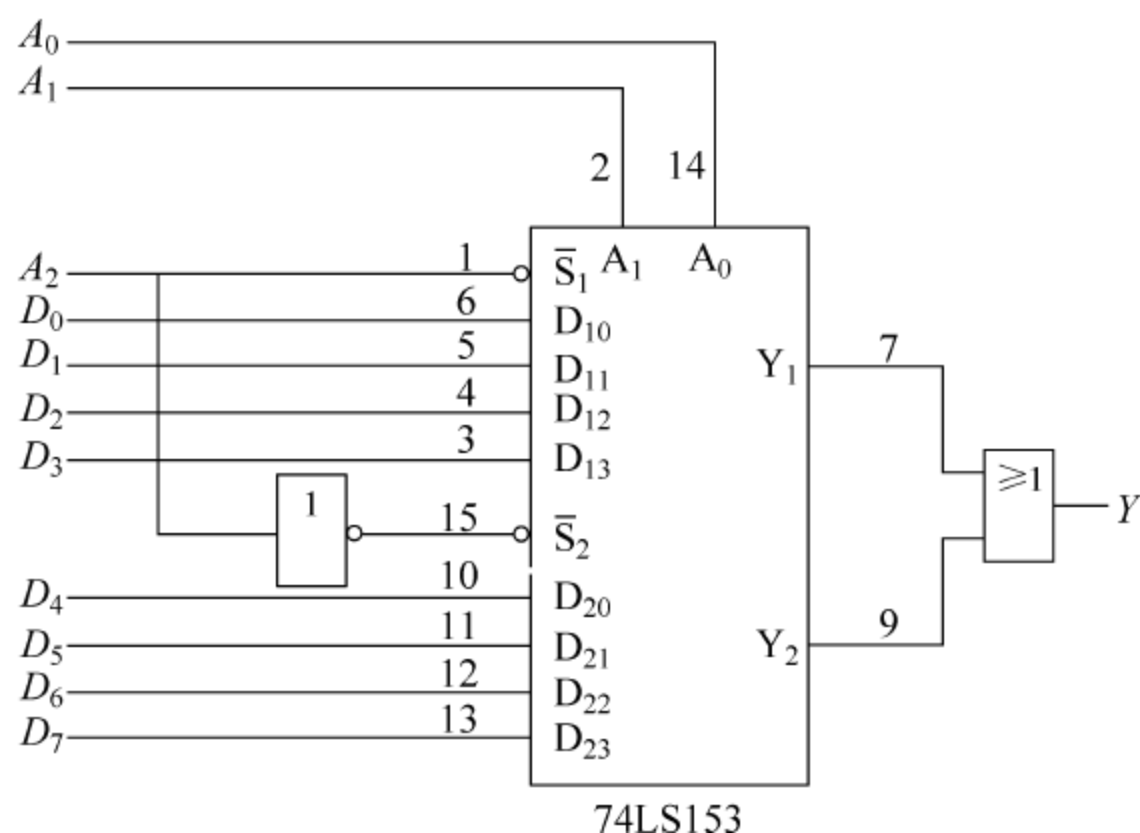 A₀
A₁
2 14
A₂ 1 S̅₁ A₁ A₀
D₀ 6 D₁₀
D₁ 5 D₁₁ Y₁ 7
D₂ 4 D₁₂
D₃ 3 D₁₃ ⩾1
1 15 S̅₂ Y
D₄ 10 D₂₀
D₅ 11 D₂₁ Y₂ 9
D₆ 12 D₂₂
D₇ 13 D₂₃
74LS153